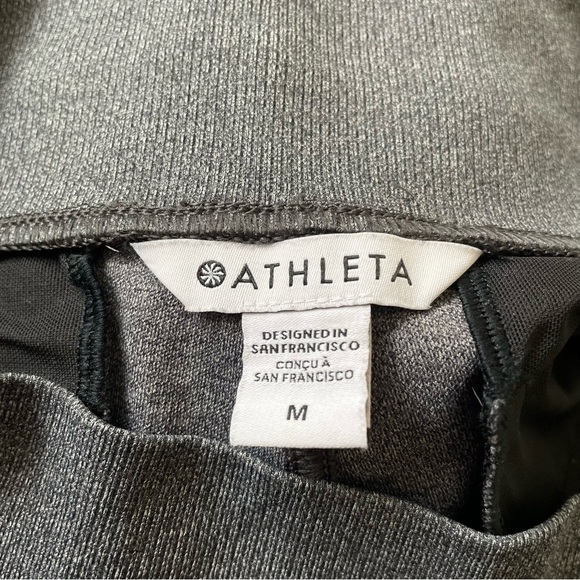 ATHLETA
DESIGNED IN
SAN FRANCISCO
CONÇU À
SAN FRANCISCO
M